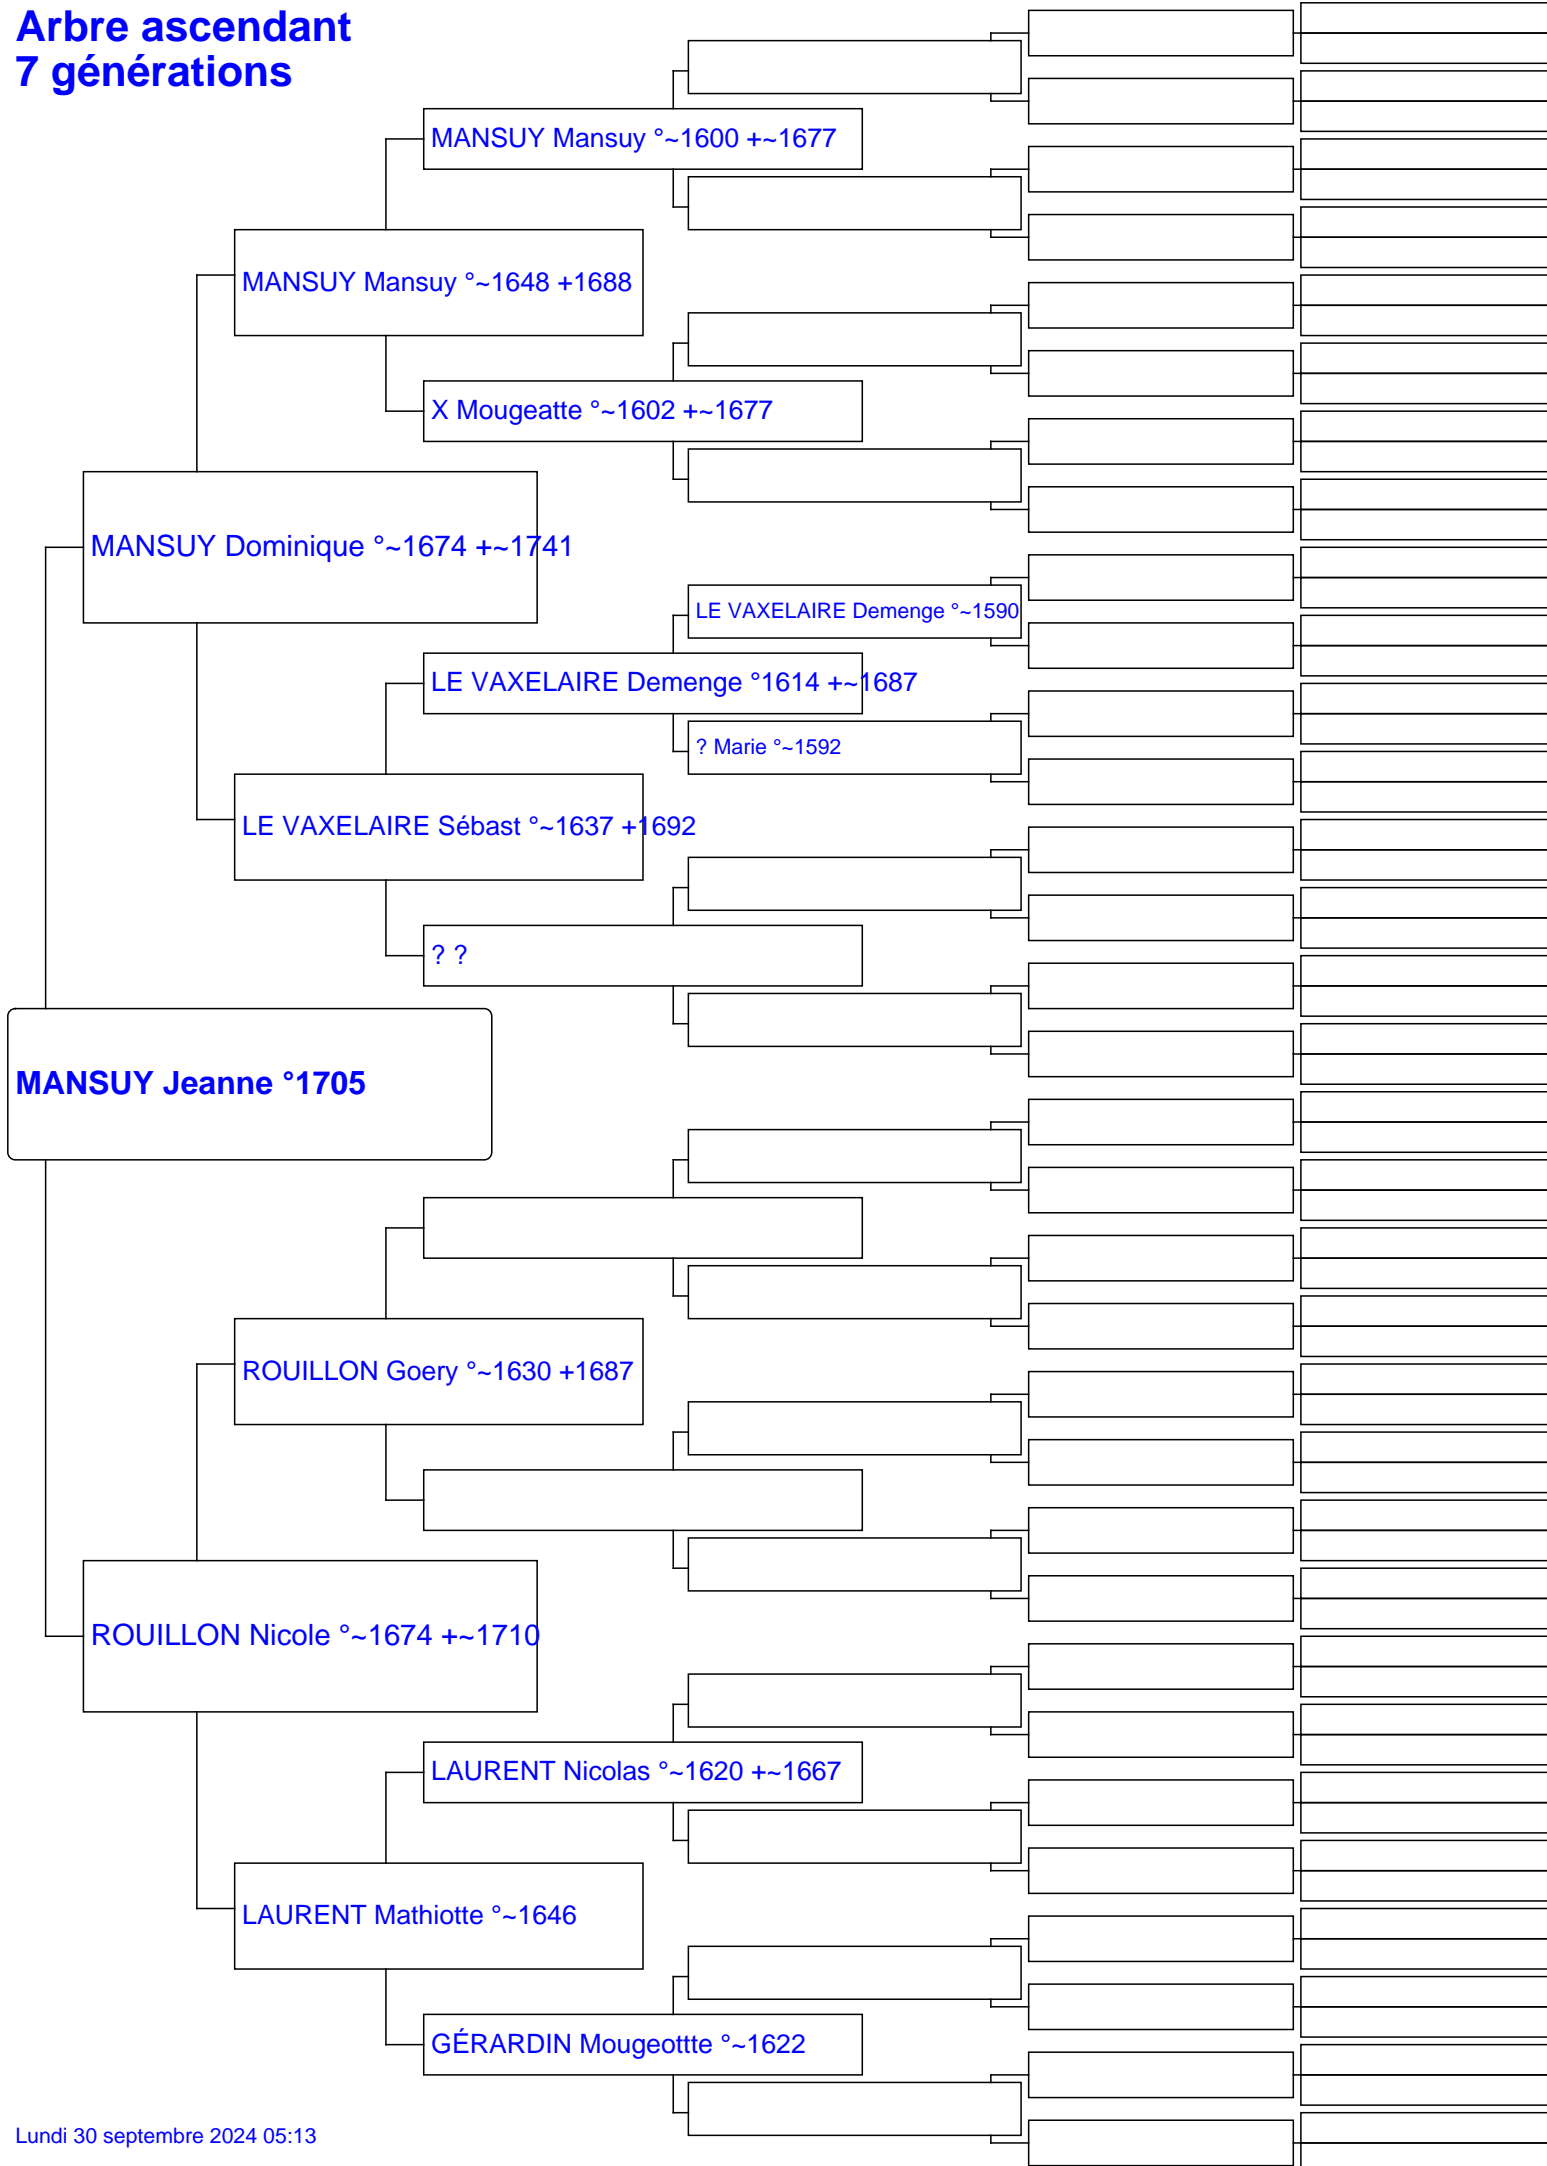 Arbre ascendant
7 générations
MANSUY Mansuy °~1600 +~1677
MANSUY Mansuy °~1648 +1688
X Mougeatte °~1602 +~1677
MANSUY Dominique °~1674 +~1741
LE VAXELAIRE Demenge °~1590
LE VAXELAIRE Demenge °1614 +~1687
? Marie °~1592
LE VAXELAIRE Sébast °~1637 +1692
? ?
MANSUY Jeanne °1705
ROUILLON Goery °~1630 +1687
ROUILLON Nicole °~1674 +~1710
LAURENT Nicolas °~1620 +~1667
LAURENT Mathiotte °~1646
GÉRARDIN Mougeottte °~1622
Lundi 30 septembre 2024 05:13